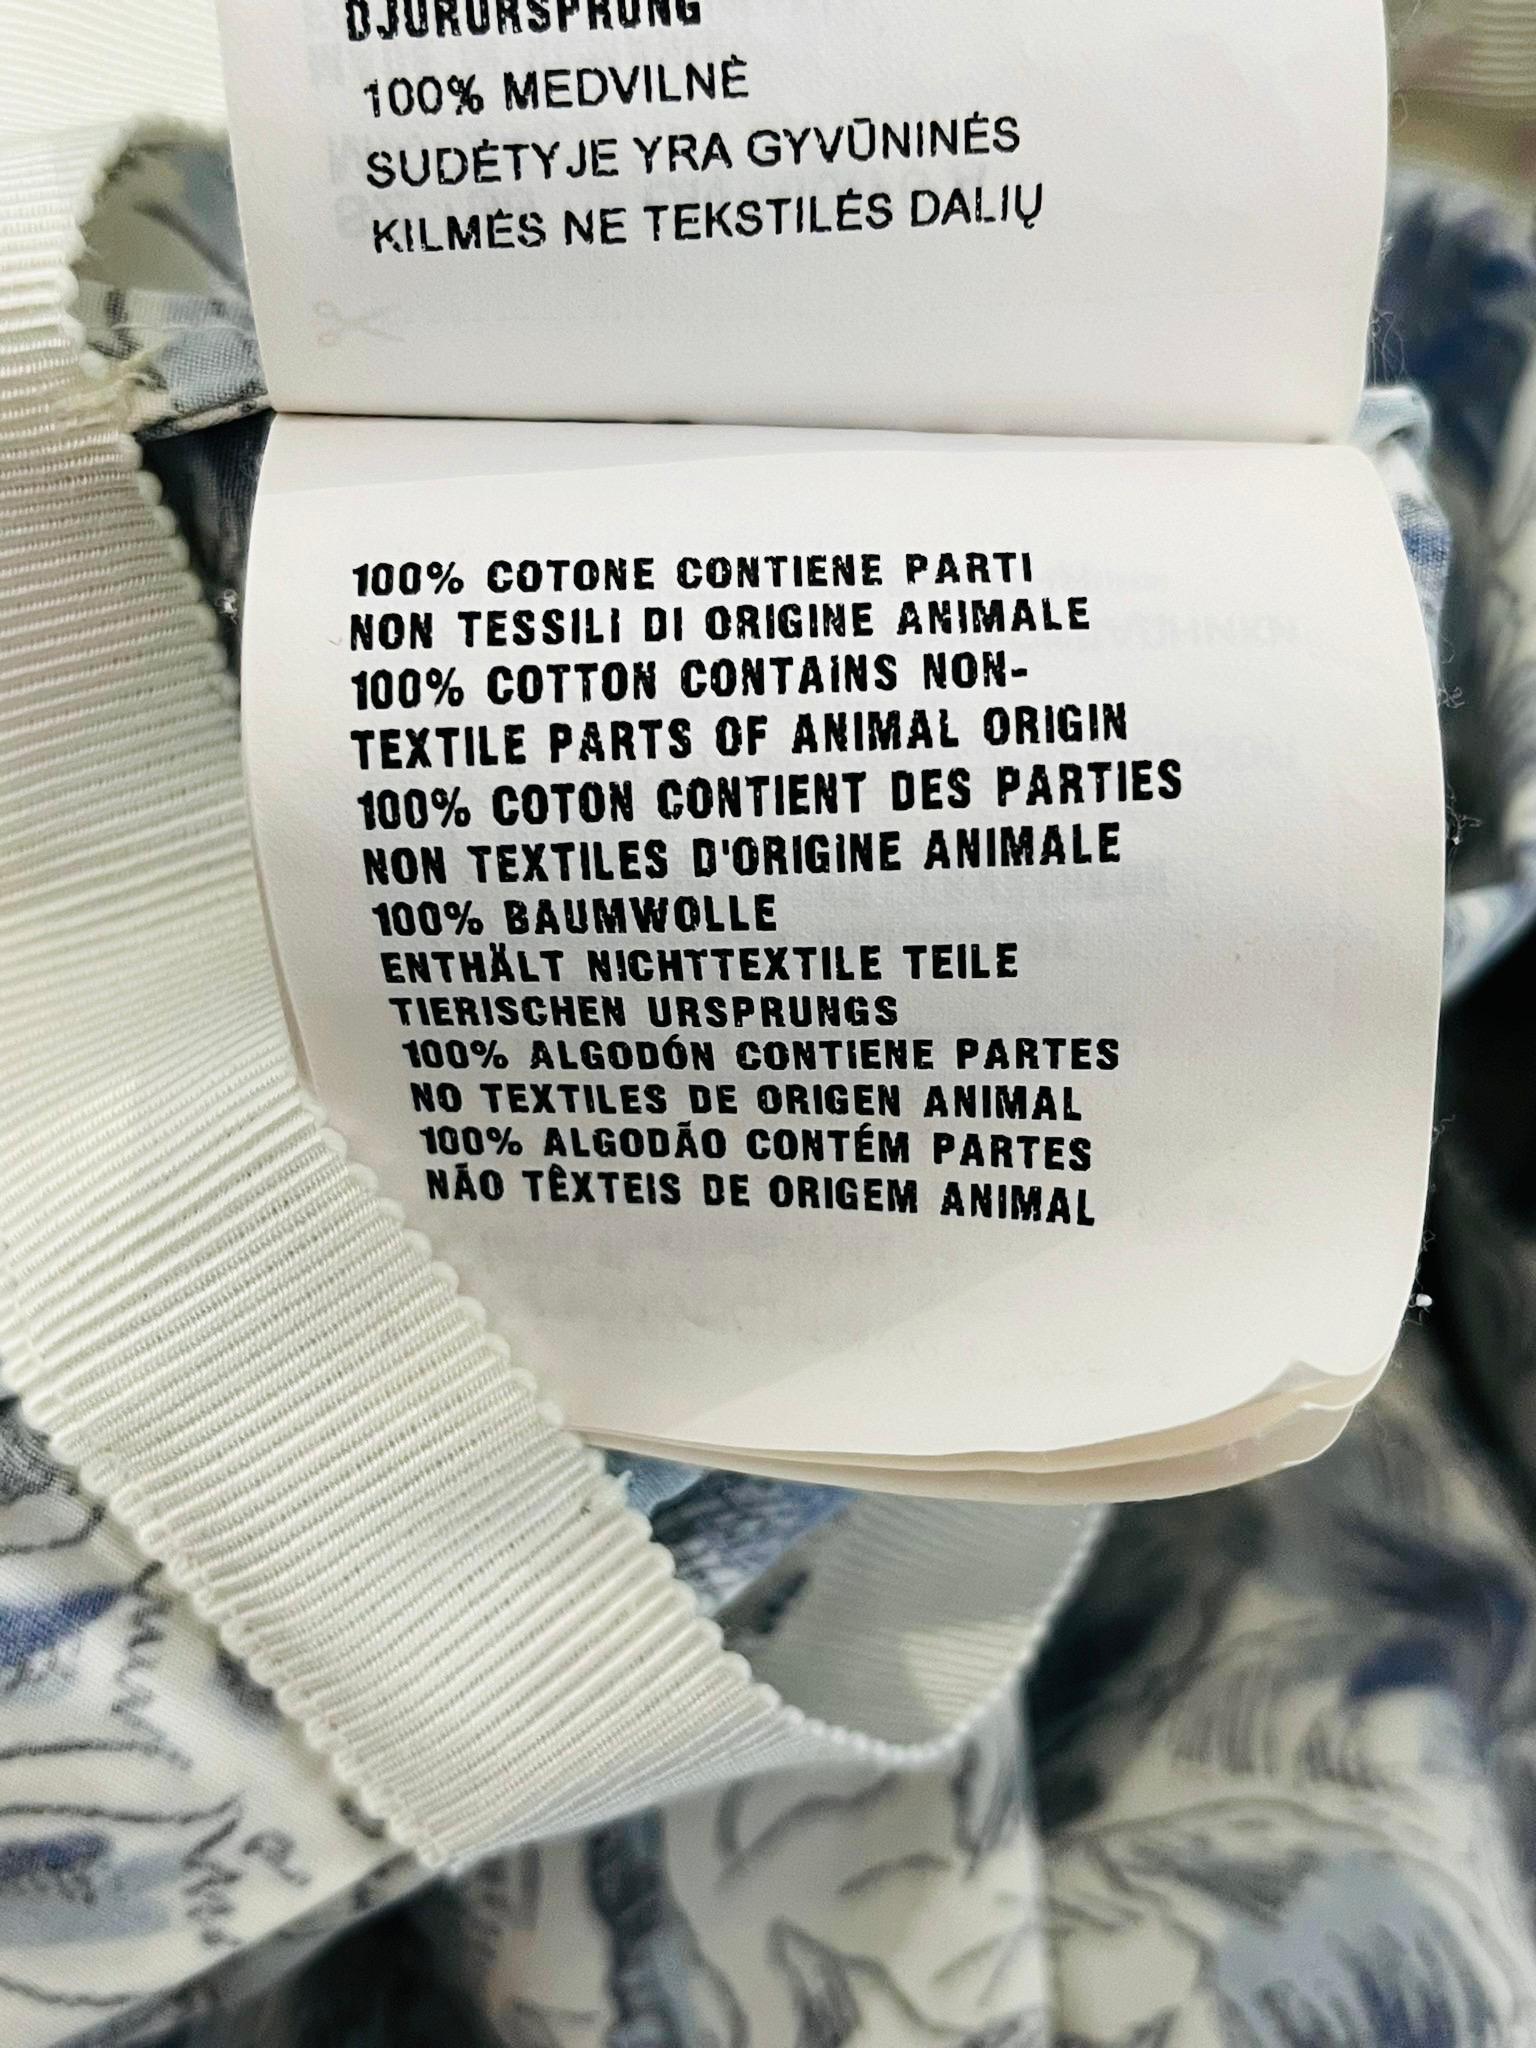 DJURURSPRUNG
100% MEDVILNĖ
SUDĖTYJE YRA GYVŪNINĖS
KILMĖS NE TEKSTILĖS DALIŲ
100% COTONE CONTIENE PARTI
NON TESSILI DI ORIGINE ANIMALE
100% COTTON CONTAINS NON-
TEXTILE PARTS OF ANIMAL ORIGIN
100% COTON CONTIENT DES PARTIES
NON TEXTILES D'ORIGINE ANIMALE
100% BAUMWOLLE
ENTHÄLT NICHTTEXTILE TEILE
TIERISCHEN URSPRUNGS
100% ALGODÓN CONTIENE PARTES
NO TEXTILES DE ORIGEN ANIMAL
100% ALGODÃO CONTÉM PARTES
NÃO TÊXTEIS DE ORIGEM ANIMAL